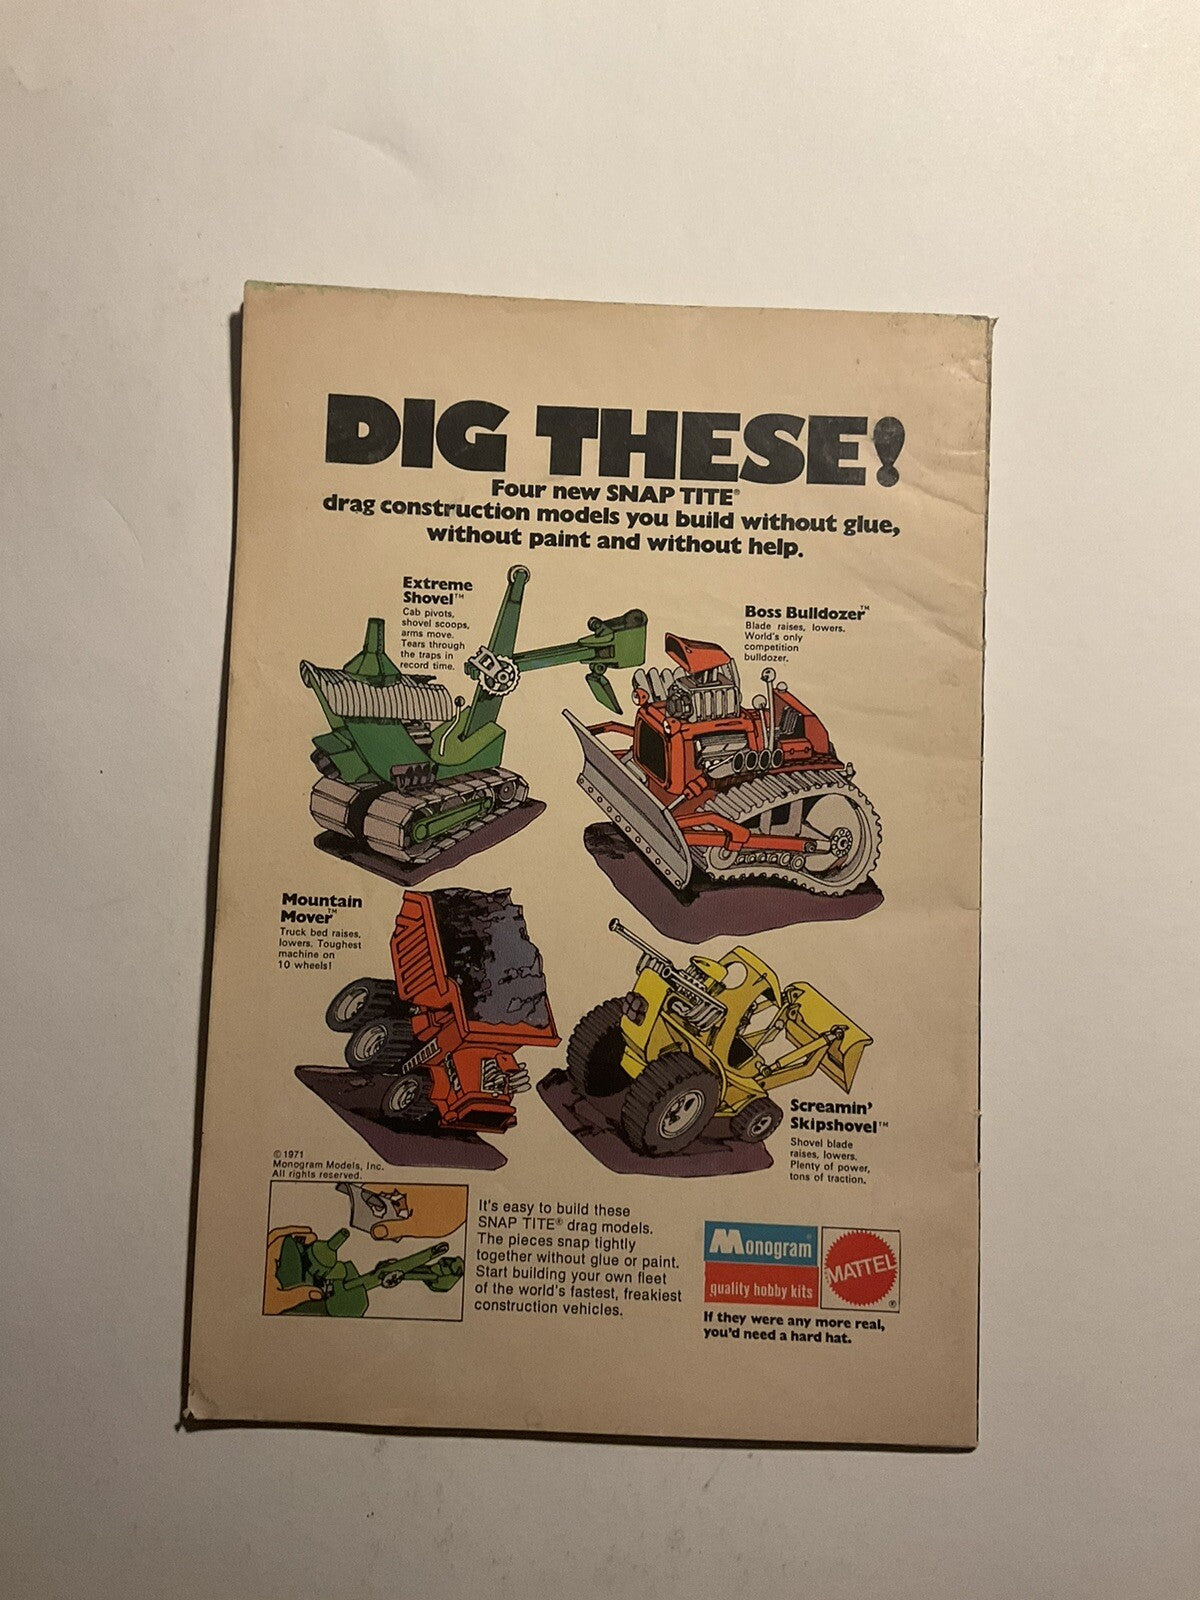 DIG THESE!
Four new SNAP TITE®
drag construction models you build without glue,
without paint and without help.
Extreme
Shovel™
Cab pivots,
shovel scoops,
arms move.
Tears through
the traps in
record time.
Boss Bulldozer™
Blade raises, lowers.
World's only
competition
bulldozer.
Mountain
Mover™
Truck bed raises,
lowers. Toughest
machine on
10 wheels!
Screamin'
Skipshovel™
Shovel blade
raises, lowers.
Plenty of power,
tons of traction.
©1971
Monogram Models, Inc.
All rights reserved.
It's easy to build these
SNAP TITE® drag models.
The pieces snap tightly
together without glue or paint.
Start building your own fleet
of the world's fastest, freakiest
construction vehicles.
Monogram
quality hobby kits
MATTEL
®
If they were any more real,
you'd need a hard hat.